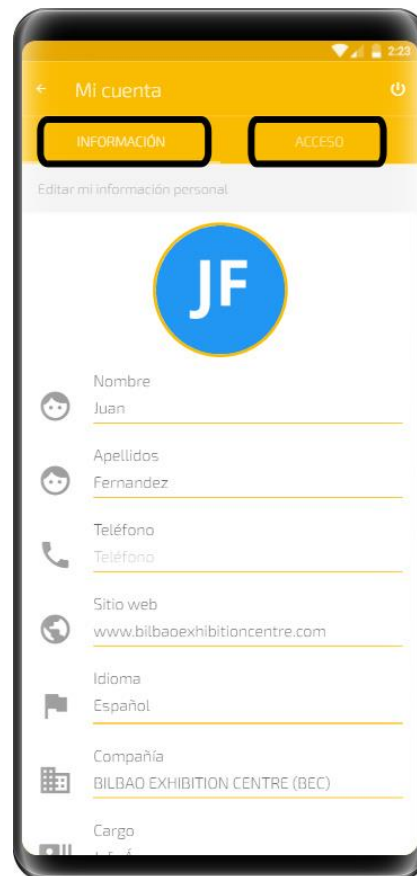 2:23
Mi cuenta
INFORMACIÓN
ACCESO
Editar mi información personal
JF
Nombre
Juan
Apellidos
Fernandez
Teléfono
Teléfono
Sitio web
www.bilbaoexhibitioncentre.com
Idioma
Español
Compañía
BILBAO EXHIBITION CENTRE (BEC)
Cargo